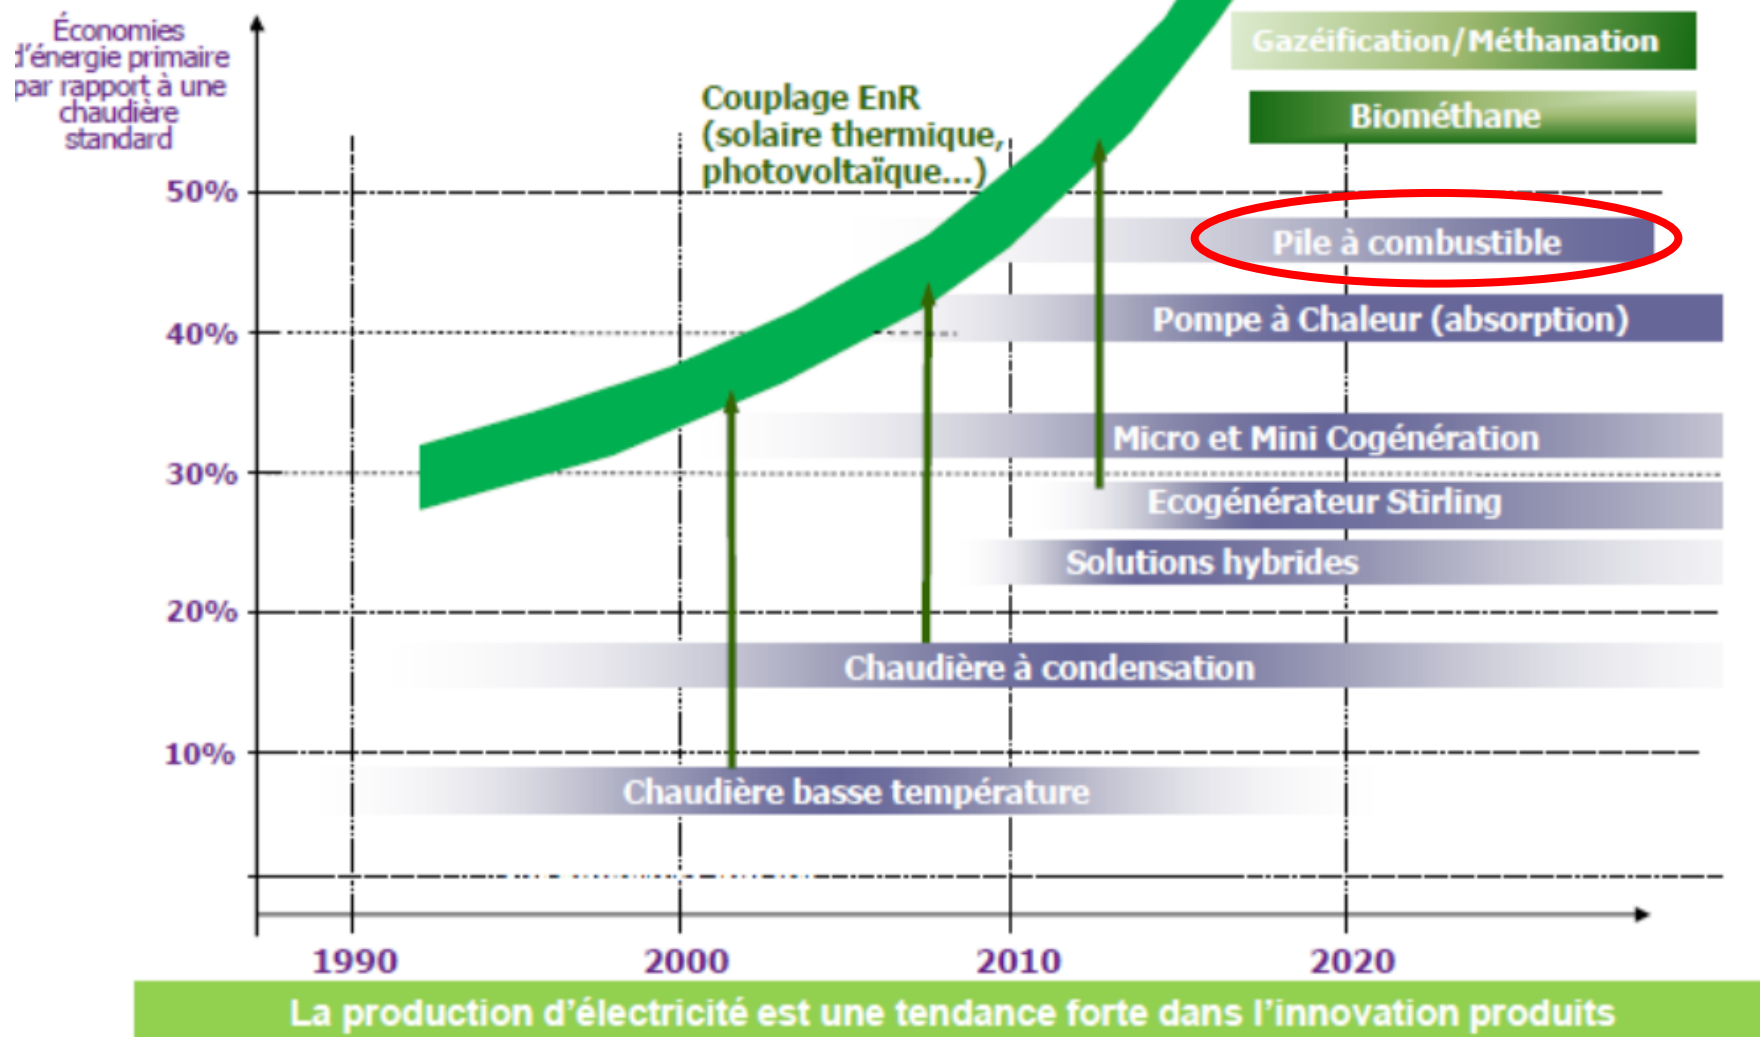 Économies
d'énergie primaire
par rapport à une
chaudière
standard
Gazéification/Méthanation
Couplage EnR
(solaire thermique,
photovoltaïque...)
Biométhane
50%
Pile à combustible
Pompe à Chaleur (absorption)
40%
Micro et Mini Cogénération
30%
Ecogénérateur Stirling
Solutions hybrides
20%
Chaudière à condensation
10%
Chaudière basse température
1990
2000
2010
2020
La production d'électricité est une tendance forte dans l'innovation produits